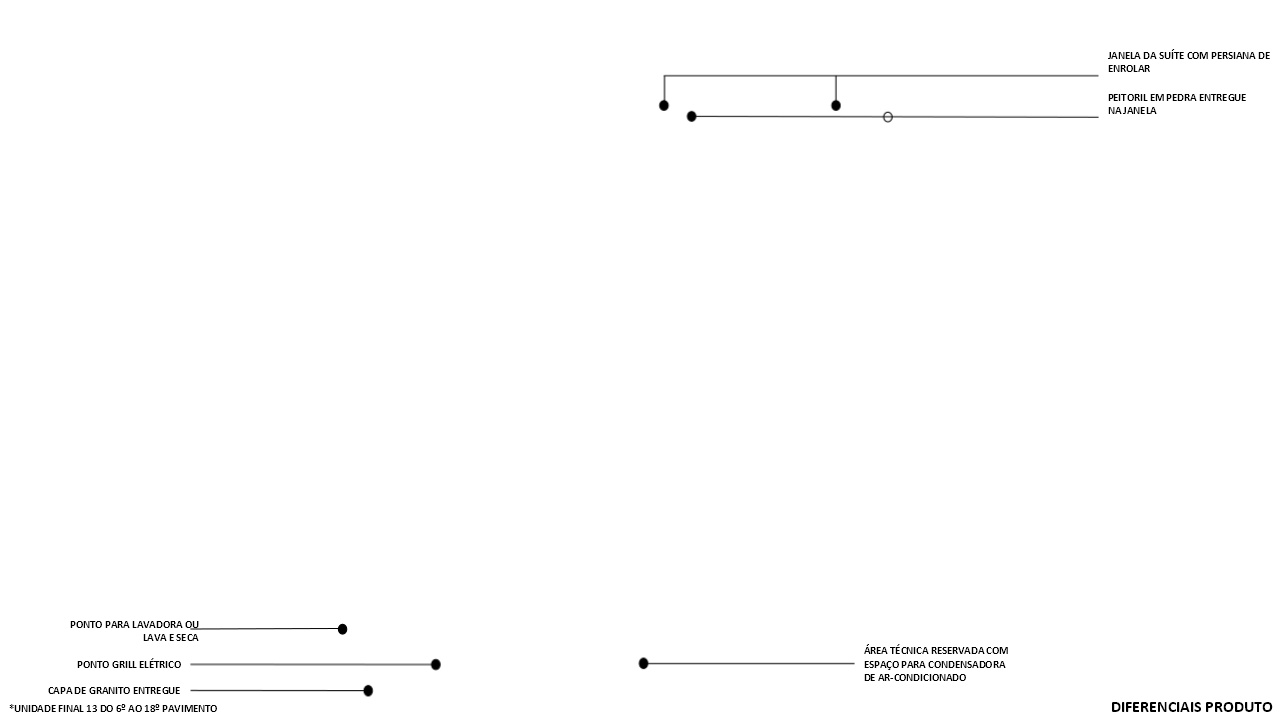 JANELA DA SUÍTE COM PERSIANA DE
ENROLAR
PEITORIL EM PEDRA ENTREGUE
NA JANELA
PONTO PARA LAVADORA OU
LAVA E SECA
PONTO GRILL ELÉTRICO
CAPA DE GRANITO ENTREGUE
*UNIDADE FINAL 13 DO 6º AO 18º PAVIMENTO
ÁREA TÉCNICA RESERVADA COM
ESPAÇO PARA CONDENSADORA
DE AR-CONDICIONADO
DIFERENCIAIS PRODUTO